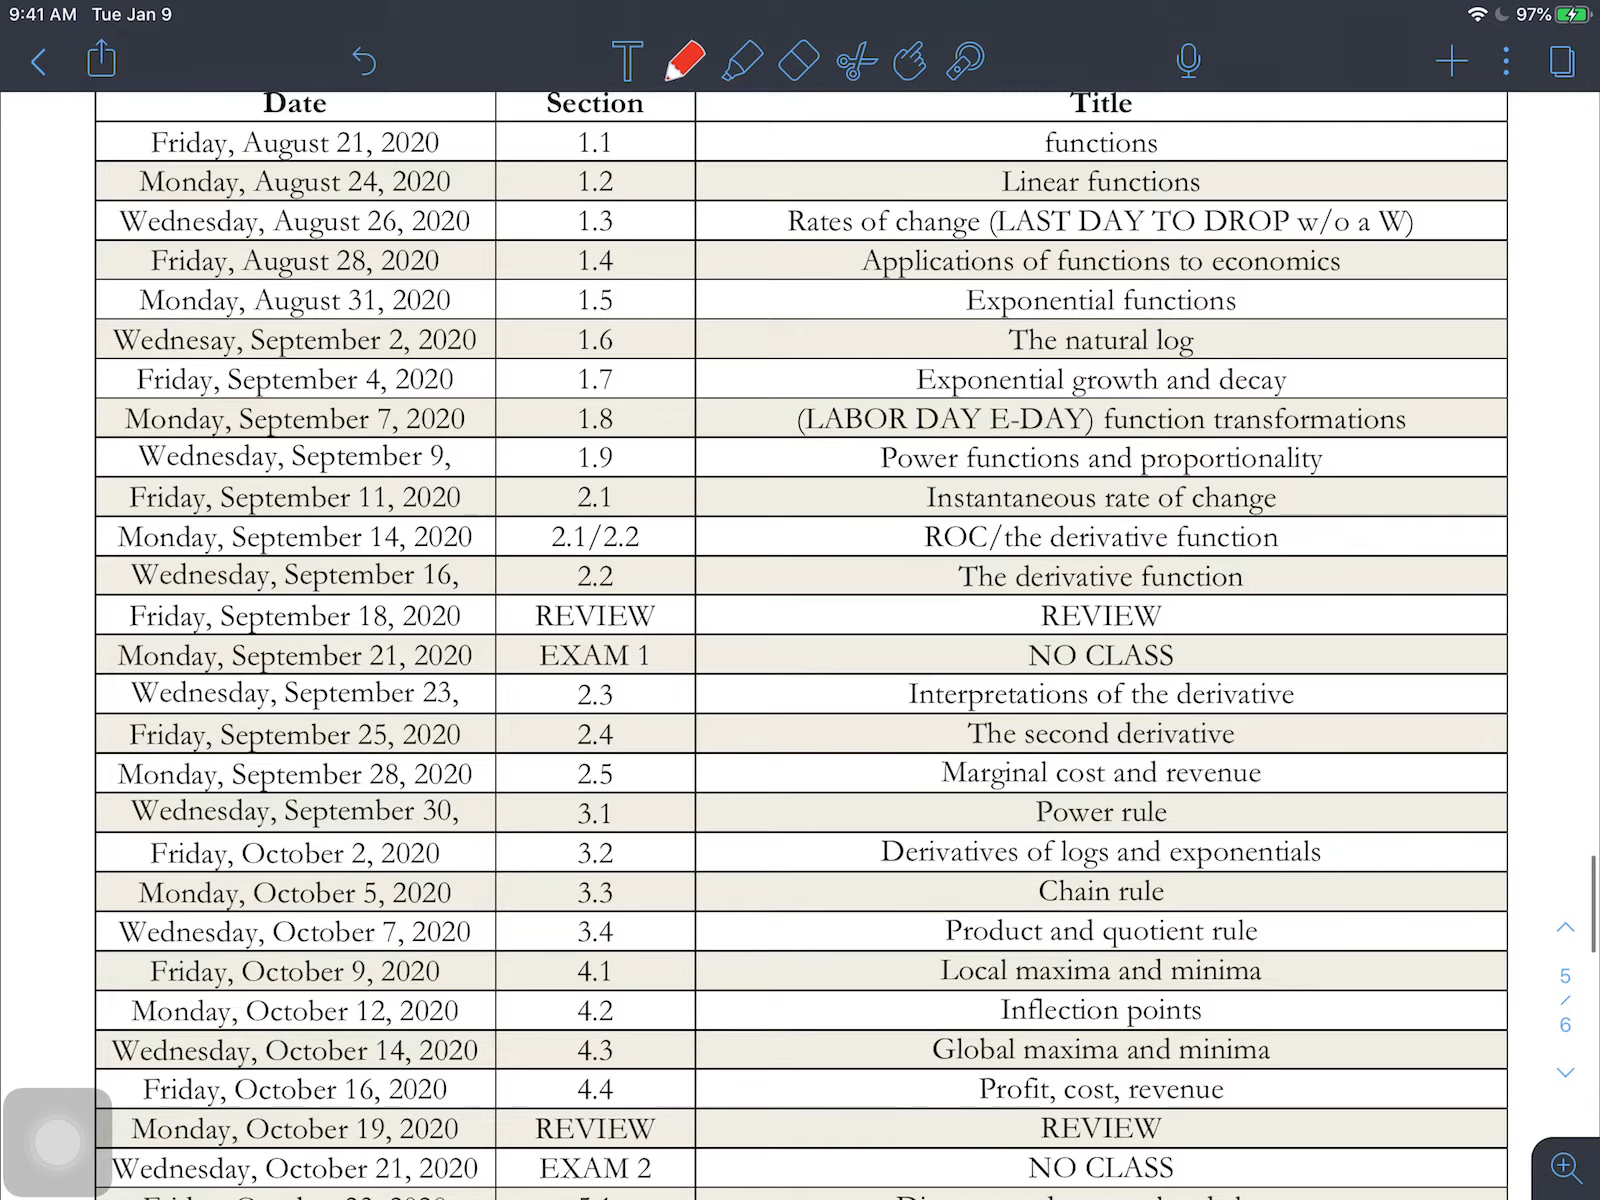 9:41 AM Tue Jan 9 97%
Date Section Title
Friday, August 21, 2020 1.1 functions
Monday, August 24, 2020 1.2 Linear functions
Wednesday, August 26, 2020 1.3 Rates of change (LAST DAY TO DROP w/o a W)
Friday, August 28, 2020 1.4 Applications of functions to economics
Monday, August 31, 2020 1.5 Exponential functions
Wednesay, September 2, 2020 1.6 The natural log
Friday, September 4, 2020 1.7 Exponential growth and decay
Monday, September 7, 2020 1.8 (LABOR DAY E-DAY) function transformations
Wednesday, September 9, 1.9 Power functions and proportionality
Friday, September 11, 2020 2.1 Instantaneous rate of change
Monday, September 14, 2020 2.1/2.2 ROC/the derivative function
Wednesday, September 16, 2.2 The derivative function
Friday, September 18, 2020 REVIEW REVIEW
Monday, September 21, 2020 EXAM 1 NO CLASS
Wednesday, September 23, 2.3 Interpretations of the derivative
Friday, September 25, 2020 2.4 The second derivative
Monday, September 28, 2020 2.5 Marginal cost and revenue
Wednesday, September 30, 3.1 Power rule
Friday, October 2, 2020 3.2 Derivatives of logs and exponentials
Monday, October 5, 2020 3.3 Chain rule
Wednesday, October 7, 2020 3.4 Product and quotient rule
Friday, October 9, 2020 4.1 Local maxima and minima
Monday, October 12, 2020 4.2 Inflection points
Wednesday, October 14, 2020 4.3 Global maxima and minima
Friday, October 16, 2020 4.4 Profit, cost, revenue
Monday, October 19, 2020 REVIEW REVIEW
Wednesday, October 21, 2020 EXAM 2 NO CLASS
5
/
6